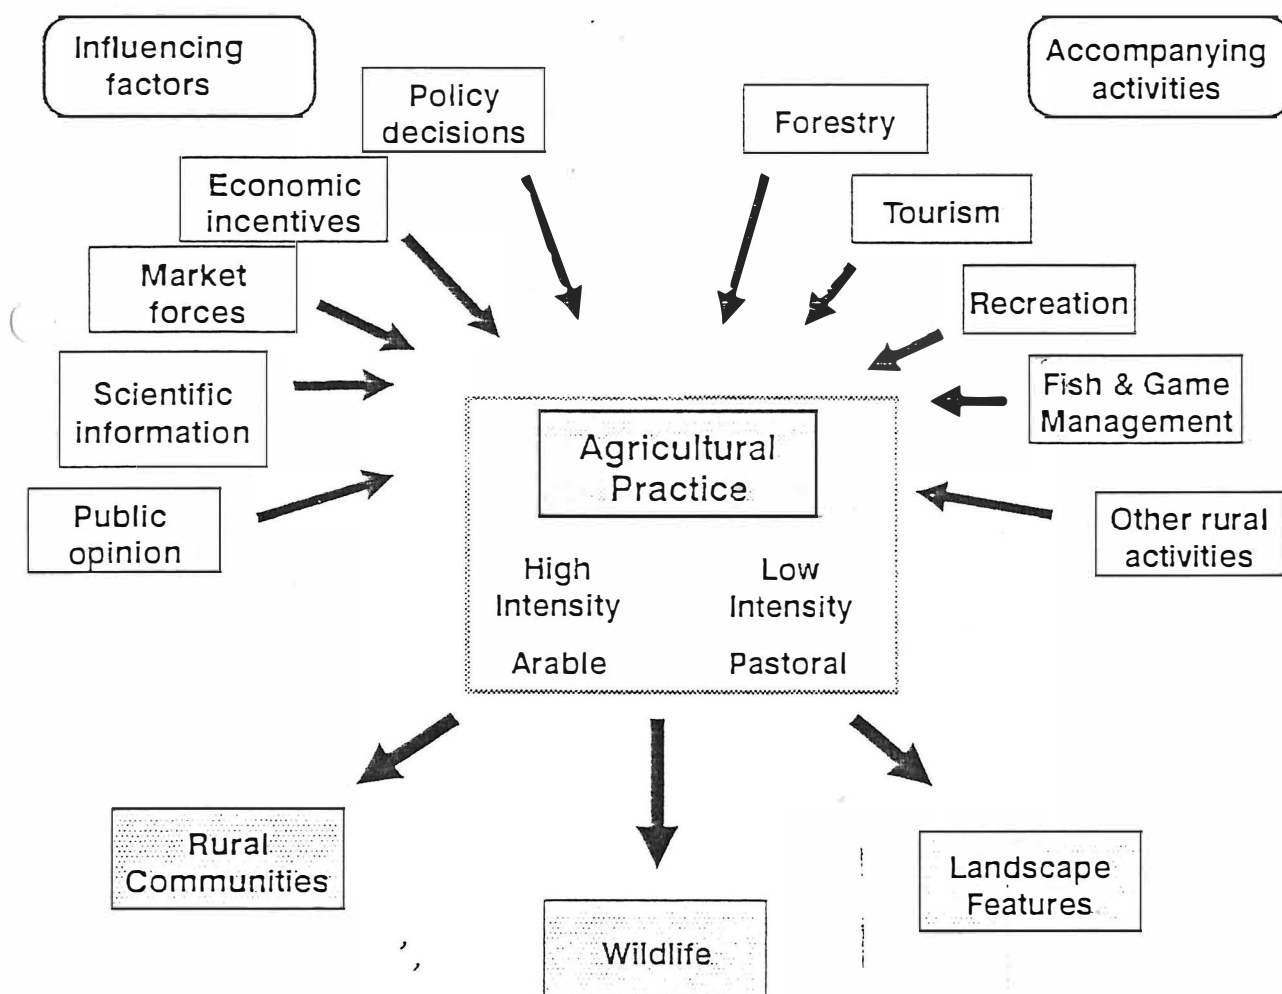 Influencing
factors
Accompanying
activities
Policy
decisions
Forestry
Economic
incentives
Tourism
Market
forces
Recreation
Scientific
information
Fish & Game
Management
Public
opinion
Other rural
activities
Agricultural
Practice
High
Intensity
Low
Intensity
Arable
Pastoral
Rural
Communities
Wildlife
Landscape
Features